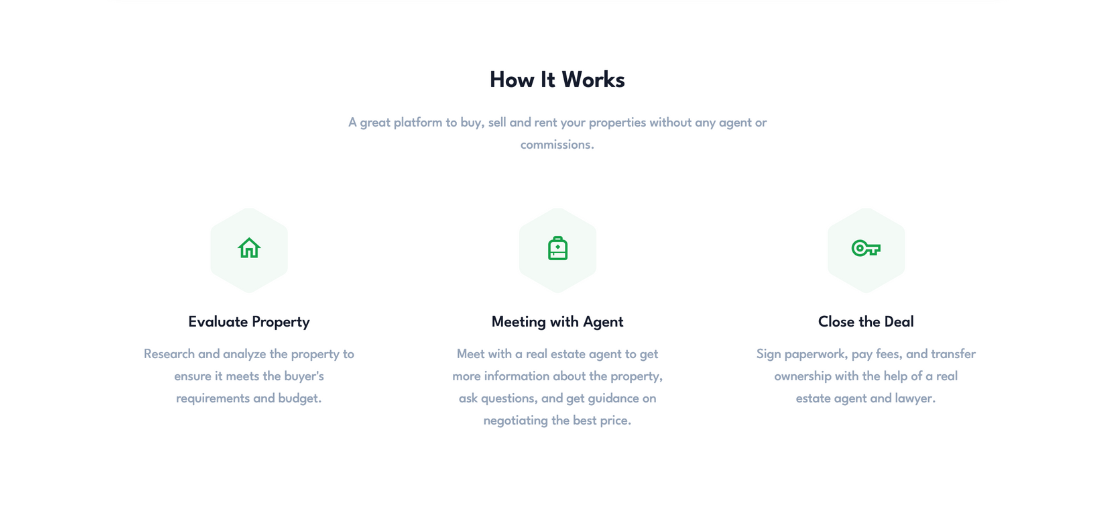 How It Works
A great platform to buy, sell and rent your properties without any agent or
commissions.
Evaluate Property
Research and analyze the property to
ensure it meets the buyer's
requirements and budget.
Meeting with Agent
Meet with a real estate agent to get
more information about the property,
ask questions, and get guidance on
negotiating the best price.
Close the Deal
Sign paperwork, pay fees, and transfer
ownership with the help of a real
estate agent and lawyer.